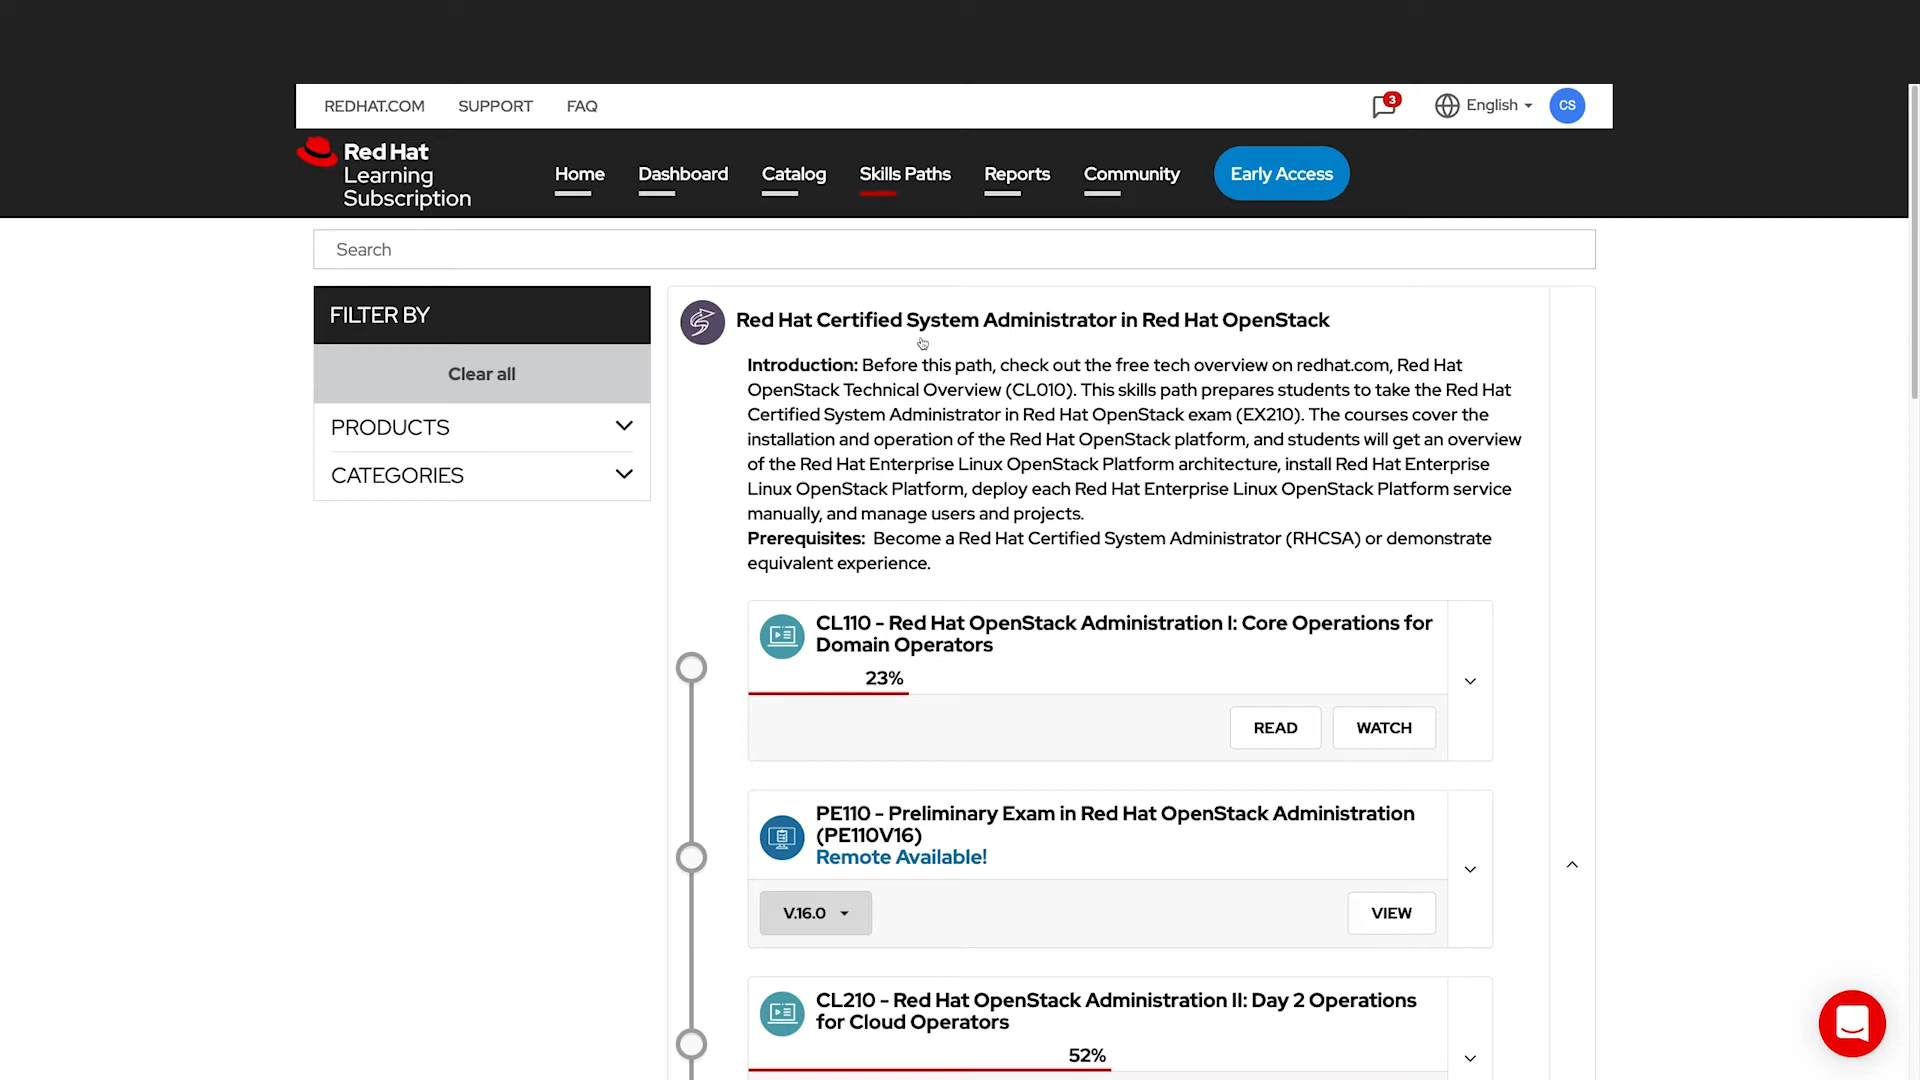 REDHAT.COM SUPPORT FAQ 3 English CS
Red Hat
Learning
Subscription
Home Dashboard Catalog Skills Paths Reports Community Early Access
Search
FILTER BY
Clear all
PRODUCTS
CATEGORIES
Red Hat Certified System Administrator in Red Hat OpenStack
Introduction: Before this path, check out the free tech overview on redhat.com, Red Hat
OpenStack Technical Overview (CL010). This skills path prepares students to take the Red Hat
Certified System Administrator in Red Hat OpenStack exam (EX210). The courses cover the
installation and operation of the Red Hat OpenStack platform, and students will get an overview
of the Red Hat Enterprise Linux OpenStack Platform architecture, install Red Hat Enterprise
Linux OpenStack Platform, deploy each Red Hat Enterprise Linux OpenStack Platform service
manually, and manage users and projects.
Prerequisites: Become a Red Hat Certified System Administrator (RHCSA) or demonstrate
equivalent experience.
CL110 - Red Hat OpenStack Administration I: Core Operations for
Domain Operators
23%
READ WATCH
PE110 - Preliminary Exam in Red Hat OpenStack Administration
(PE110V16)
Remote Available!
V.16.0 VIEW
CL210 - Red Hat OpenStack Administration II: Day 2 Operations
for Cloud Operators
52%